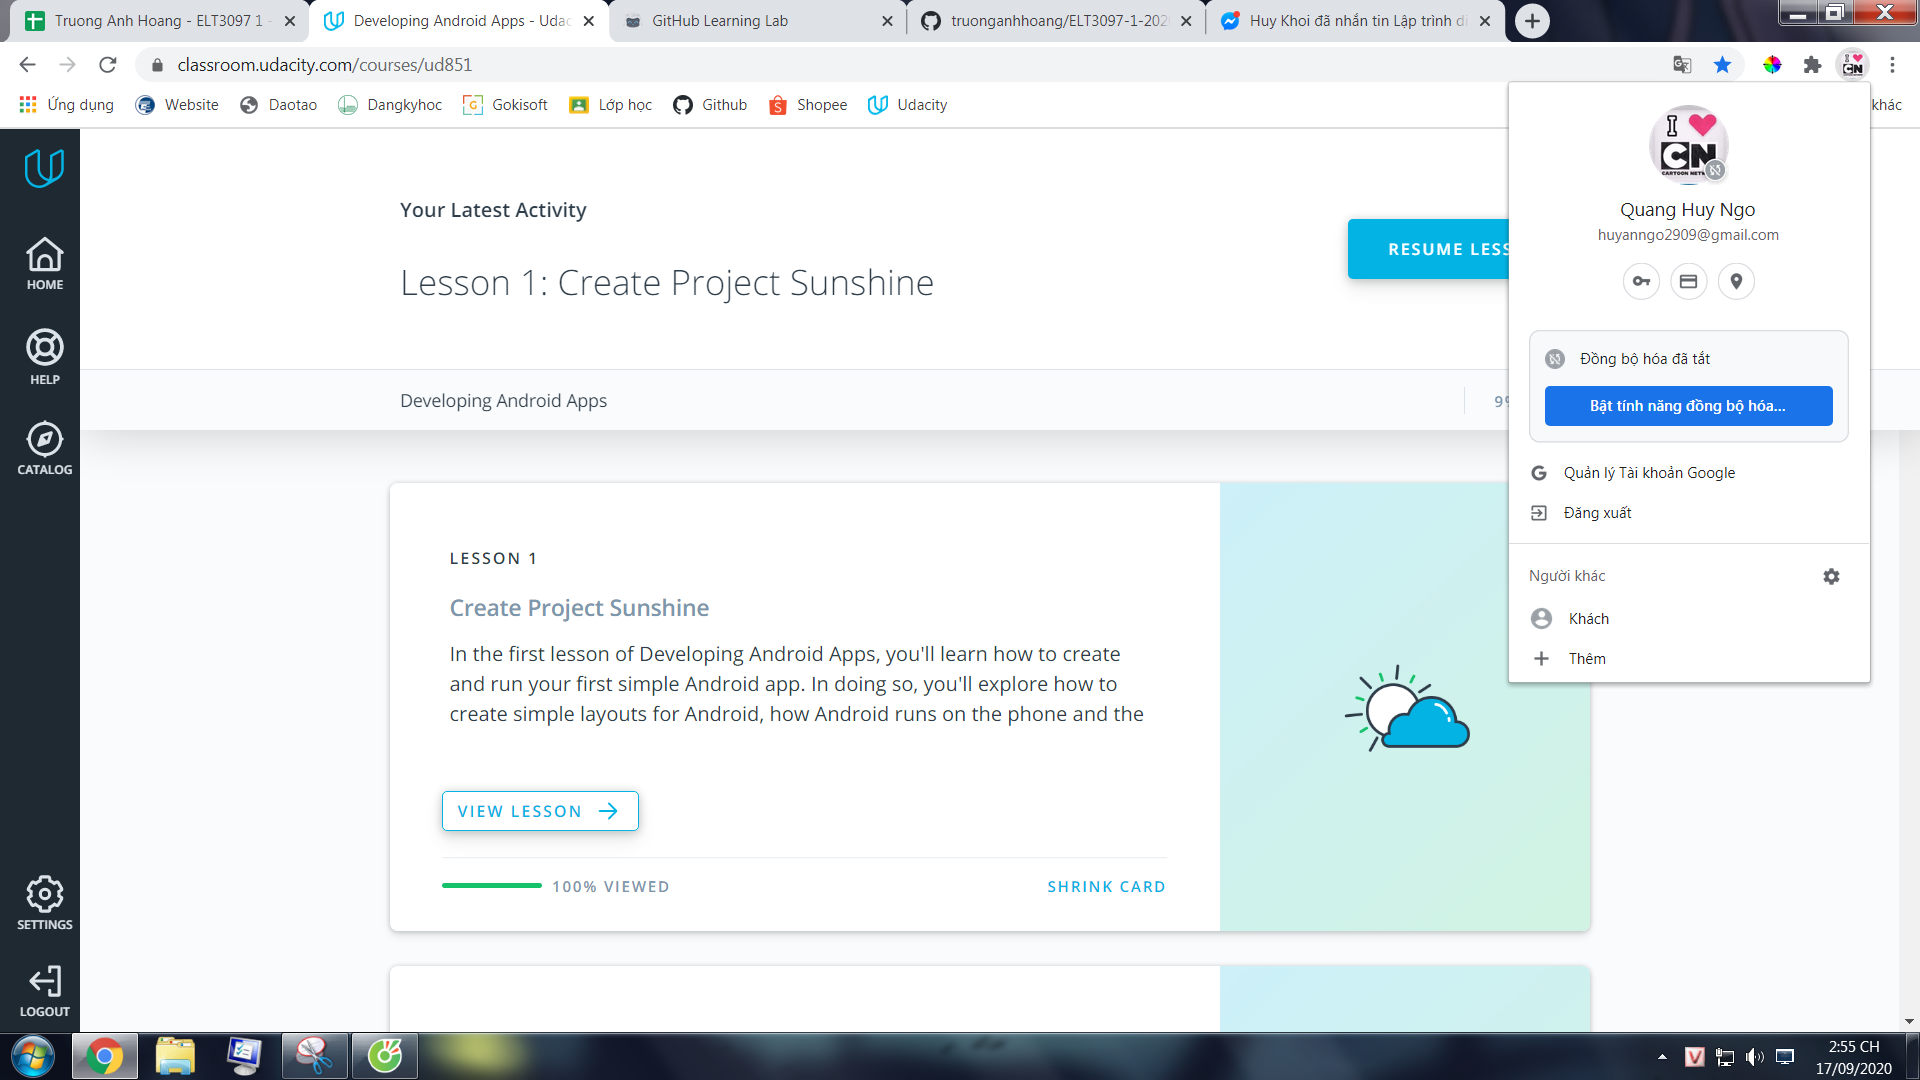 Truong Anh Hoang - ELT3097 1 -
Developing Android Apps - Udac
GitHub Learning Lab
truonganhhoang/ELT3097-1-202
Huy Khoi đã nhắn tin Lập trình di
classroom.udacity.com/courses/ud851
Ứng dụng
Website
Daotao
Dangkyhoc
Gokisoft
Lớp học
Github
Shopee
Udacity
khác
HOME
HELP
CATALOG
SETTINGS
LOGOUT
Your Latest Activity
Lesson 1: Create Project Sunshine
RESUME LESS
Developing Android Apps
9%
LESSON 1
Create Project Sunshine
In the first lesson of Developing Android Apps, you'll learn how to create
and run your first simple Android app. In doing so, you'll explore how to
create simple layouts for Android, how Android runs on the phone and the
VIEW LESSON
100% VIEWED
SHRINK CARD
I
CN
CARTOON NETW
Quang Huy Ngo
huyanngo2909@gmail.com
Đồng bộ hóa đã tắt
Bật tính năng đồng bộ hóa...
Quản lý Tài khoản Google
Đăng xuất
Người khác
Khách
Thêm
2:55 CH
17/09/2020